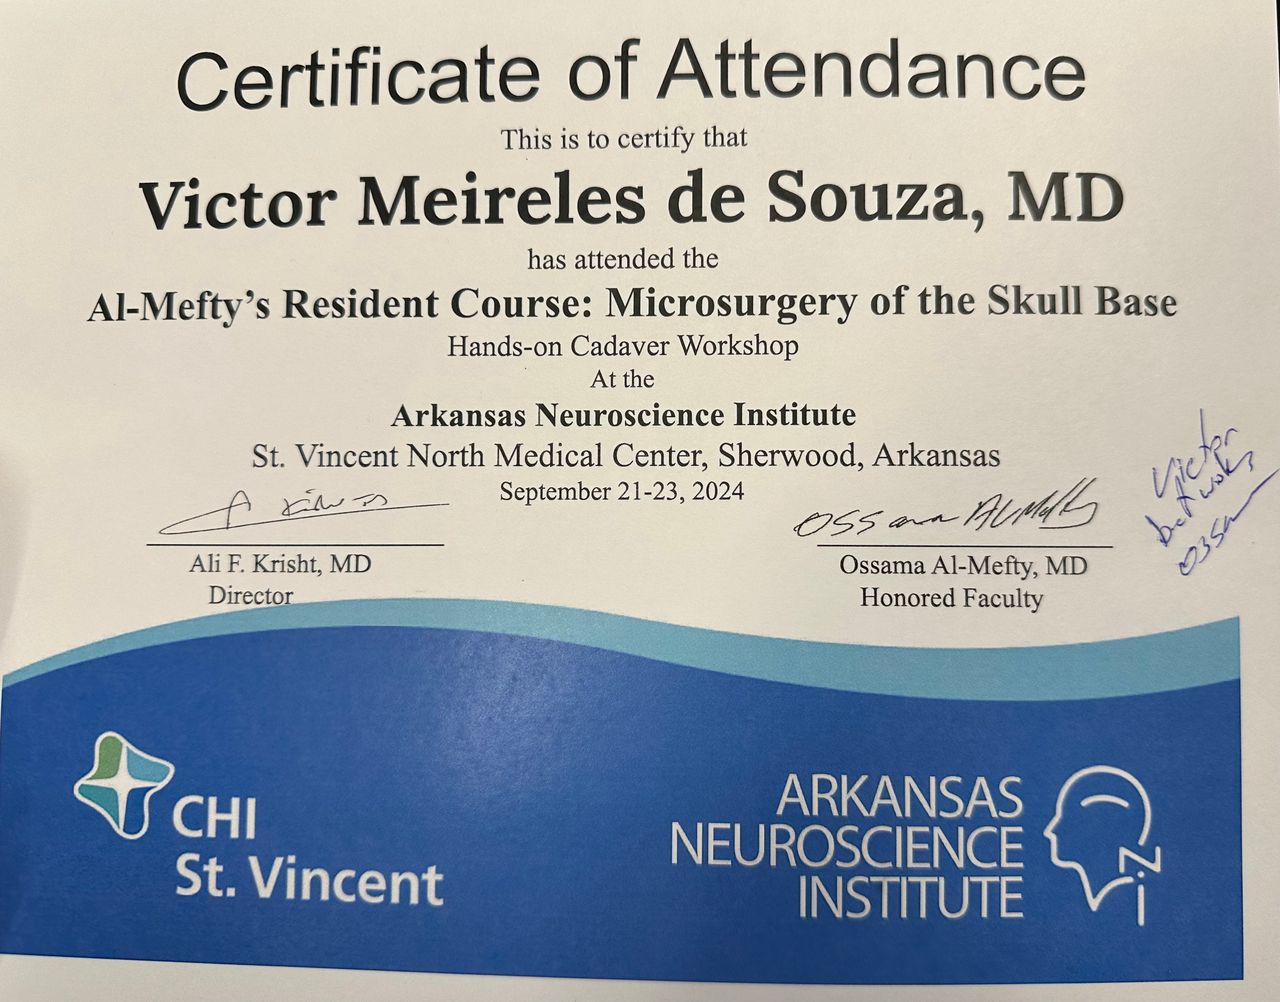 Certificate of Attendance
This is to certify that
Victor Meireles de Souza, MD
has attended the
Al-Mefty's Resident Course: Microsurgery of the Skull Base
Hands-on Cadaver Workshop
At the
Arkansas Neuroscience Institute
St. Vincent North Medical Center, Sherwood, Arkansas
September 21-23, 2024
Ossama Al-Mefty
Ali F. Krisht, MD
Director
Ossama Al-Mefty, MD
Honored Faculty
Victor
CHI
St. Vincent
ARKANSAS
NEUROSCIENCE
INSTITUTE